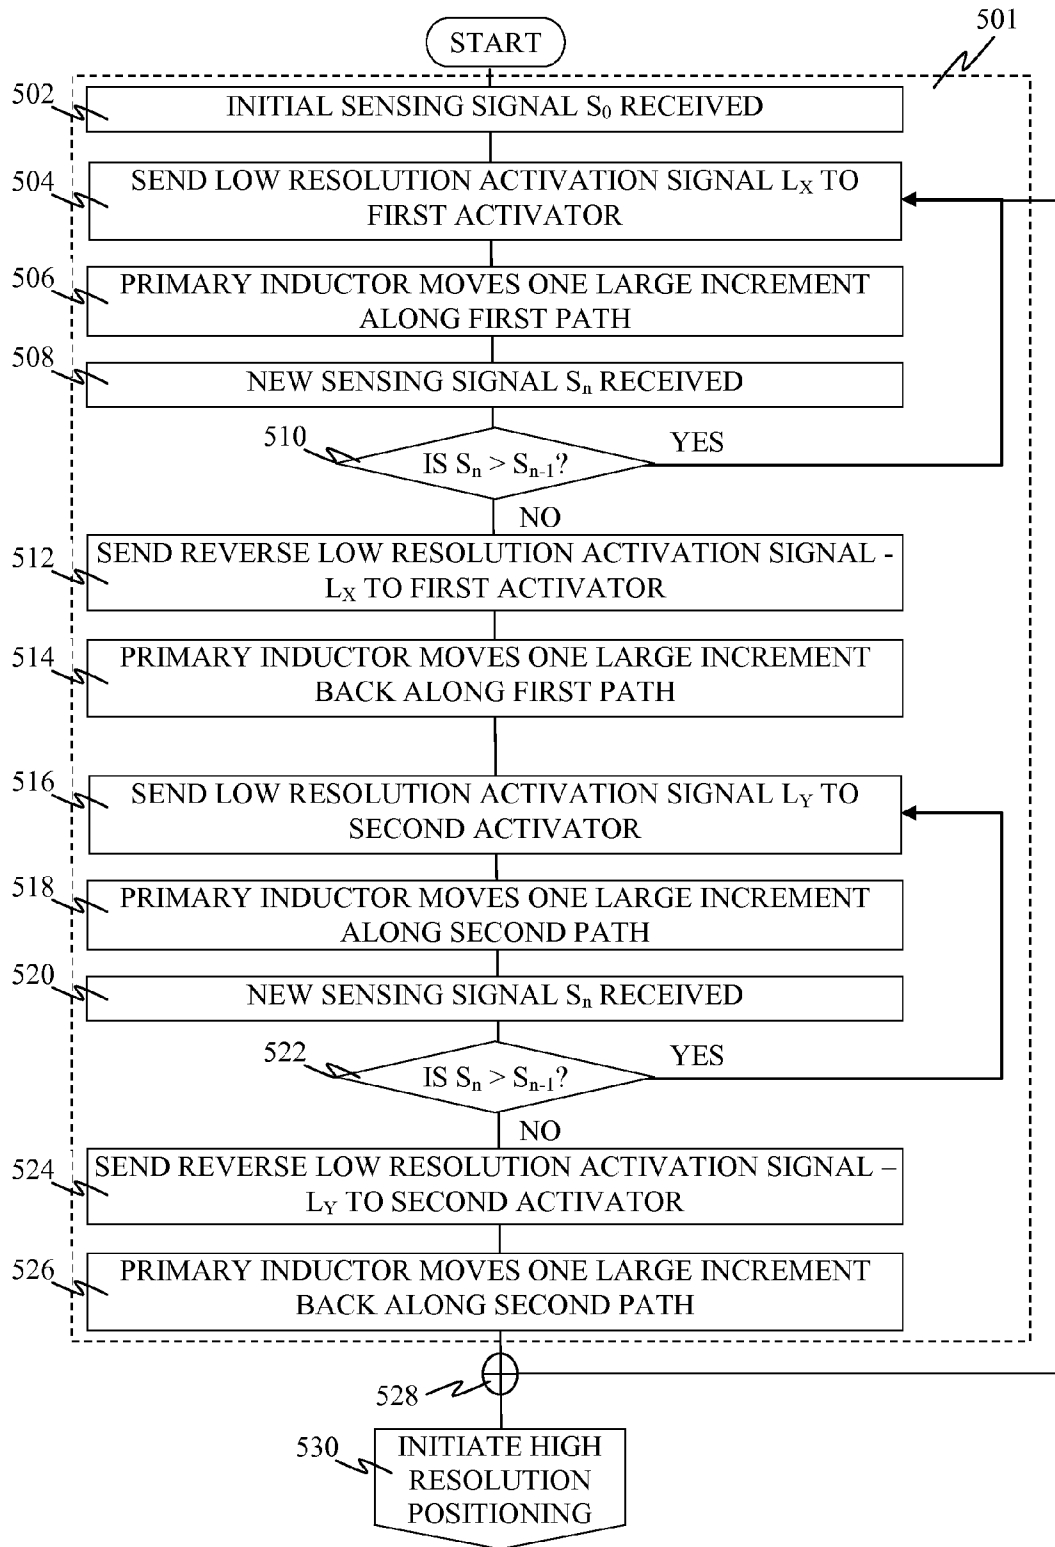 START
501
502
INITIAL SENSING SIGNAL S0 RECEIVED
504
SEND LOW RESOLUTION ACTIVATION SIGNAL LX TO
FIRST ACTIVATOR
506
PRIMARY INDUCTOR MOVES ONE LARGE INCREMENT
ALONG FIRST PATH
508
NEW SENSING SIGNAL Sn RECEIVED
510
IS Sn > Sn-1?
YES
NO
512
SEND REVERSE LOW RESOLUTION ACTIVATION SIGNAL -
LX TO FIRST ACTIVATOR
514
PRIMARY INDUCTOR MOVES ONE LARGE INCREMENT
BACK ALONG FIRST PATH
516
SEND LOW RESOLUTION ACTIVATION SIGNAL LY TO
SECOND ACTIVATOR
518
PRIMARY INDUCTOR MOVES ONE LARGE INCREMENT
ALONG SECOND PATH
520
NEW SENSING SIGNAL Sn RECEIVED
522
IS Sn > Sn-1?
YES
NO
524
SEND REVERSE LOW RESOLUTION ACTIVATION SIGNAL –
LY TO SECOND ACTIVATOR
526
PRIMARY INDUCTOR MOVES ONE LARGE INCREMENT
BACK ALONG SECOND PATH
528
530
INITIATE HIGH
RESOLUTION
POSITIONING